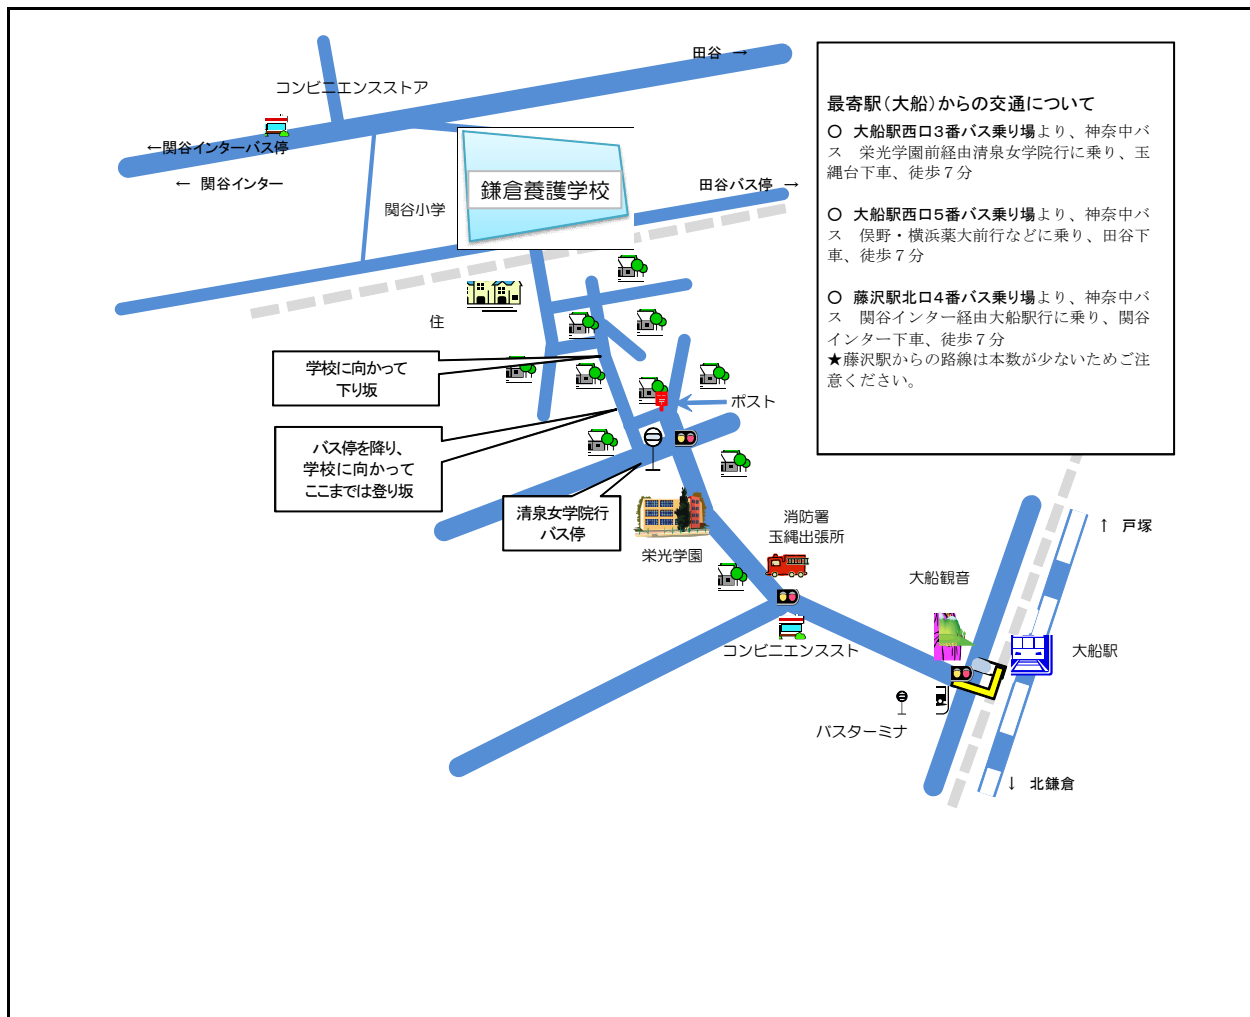 田谷 →
コンビニエンスストア
←関谷インターバス停
← 関谷インター
鎌倉養護学校
関谷小学
田谷バス停 →
住
学校に向かって
下り坂
ポスト
バス停を降り、
学校に向かって
ここまでは登り坂
清泉女学院行
バス停
栄光学園
消防署
玉縄出張所
コンビニエンススト
大船観音
↑ 戸塚
大船駅
バスターミナ
↓ 北鎌倉
最寄駅（大船）からの交通について
○ 大船駅西口3番バス乗り場より、神奈中バ
ス 栄光学園前経由清泉女学院行に乗り、玉
縄台下車、徒歩７分
○ 大船駅西口5番バス乗り場より、神奈中バ
ス 俣野・横浜薬大前行などに乗り、田谷下
車、徒歩７分
○ 藤沢駅北口4番バス乗り場より、神奈中バ
ス 関谷インター経由大船駅行に乗り、関谷
インター下車、徒歩７分
★藤沢駅からの路線は本数が少ないためご注
意ください。